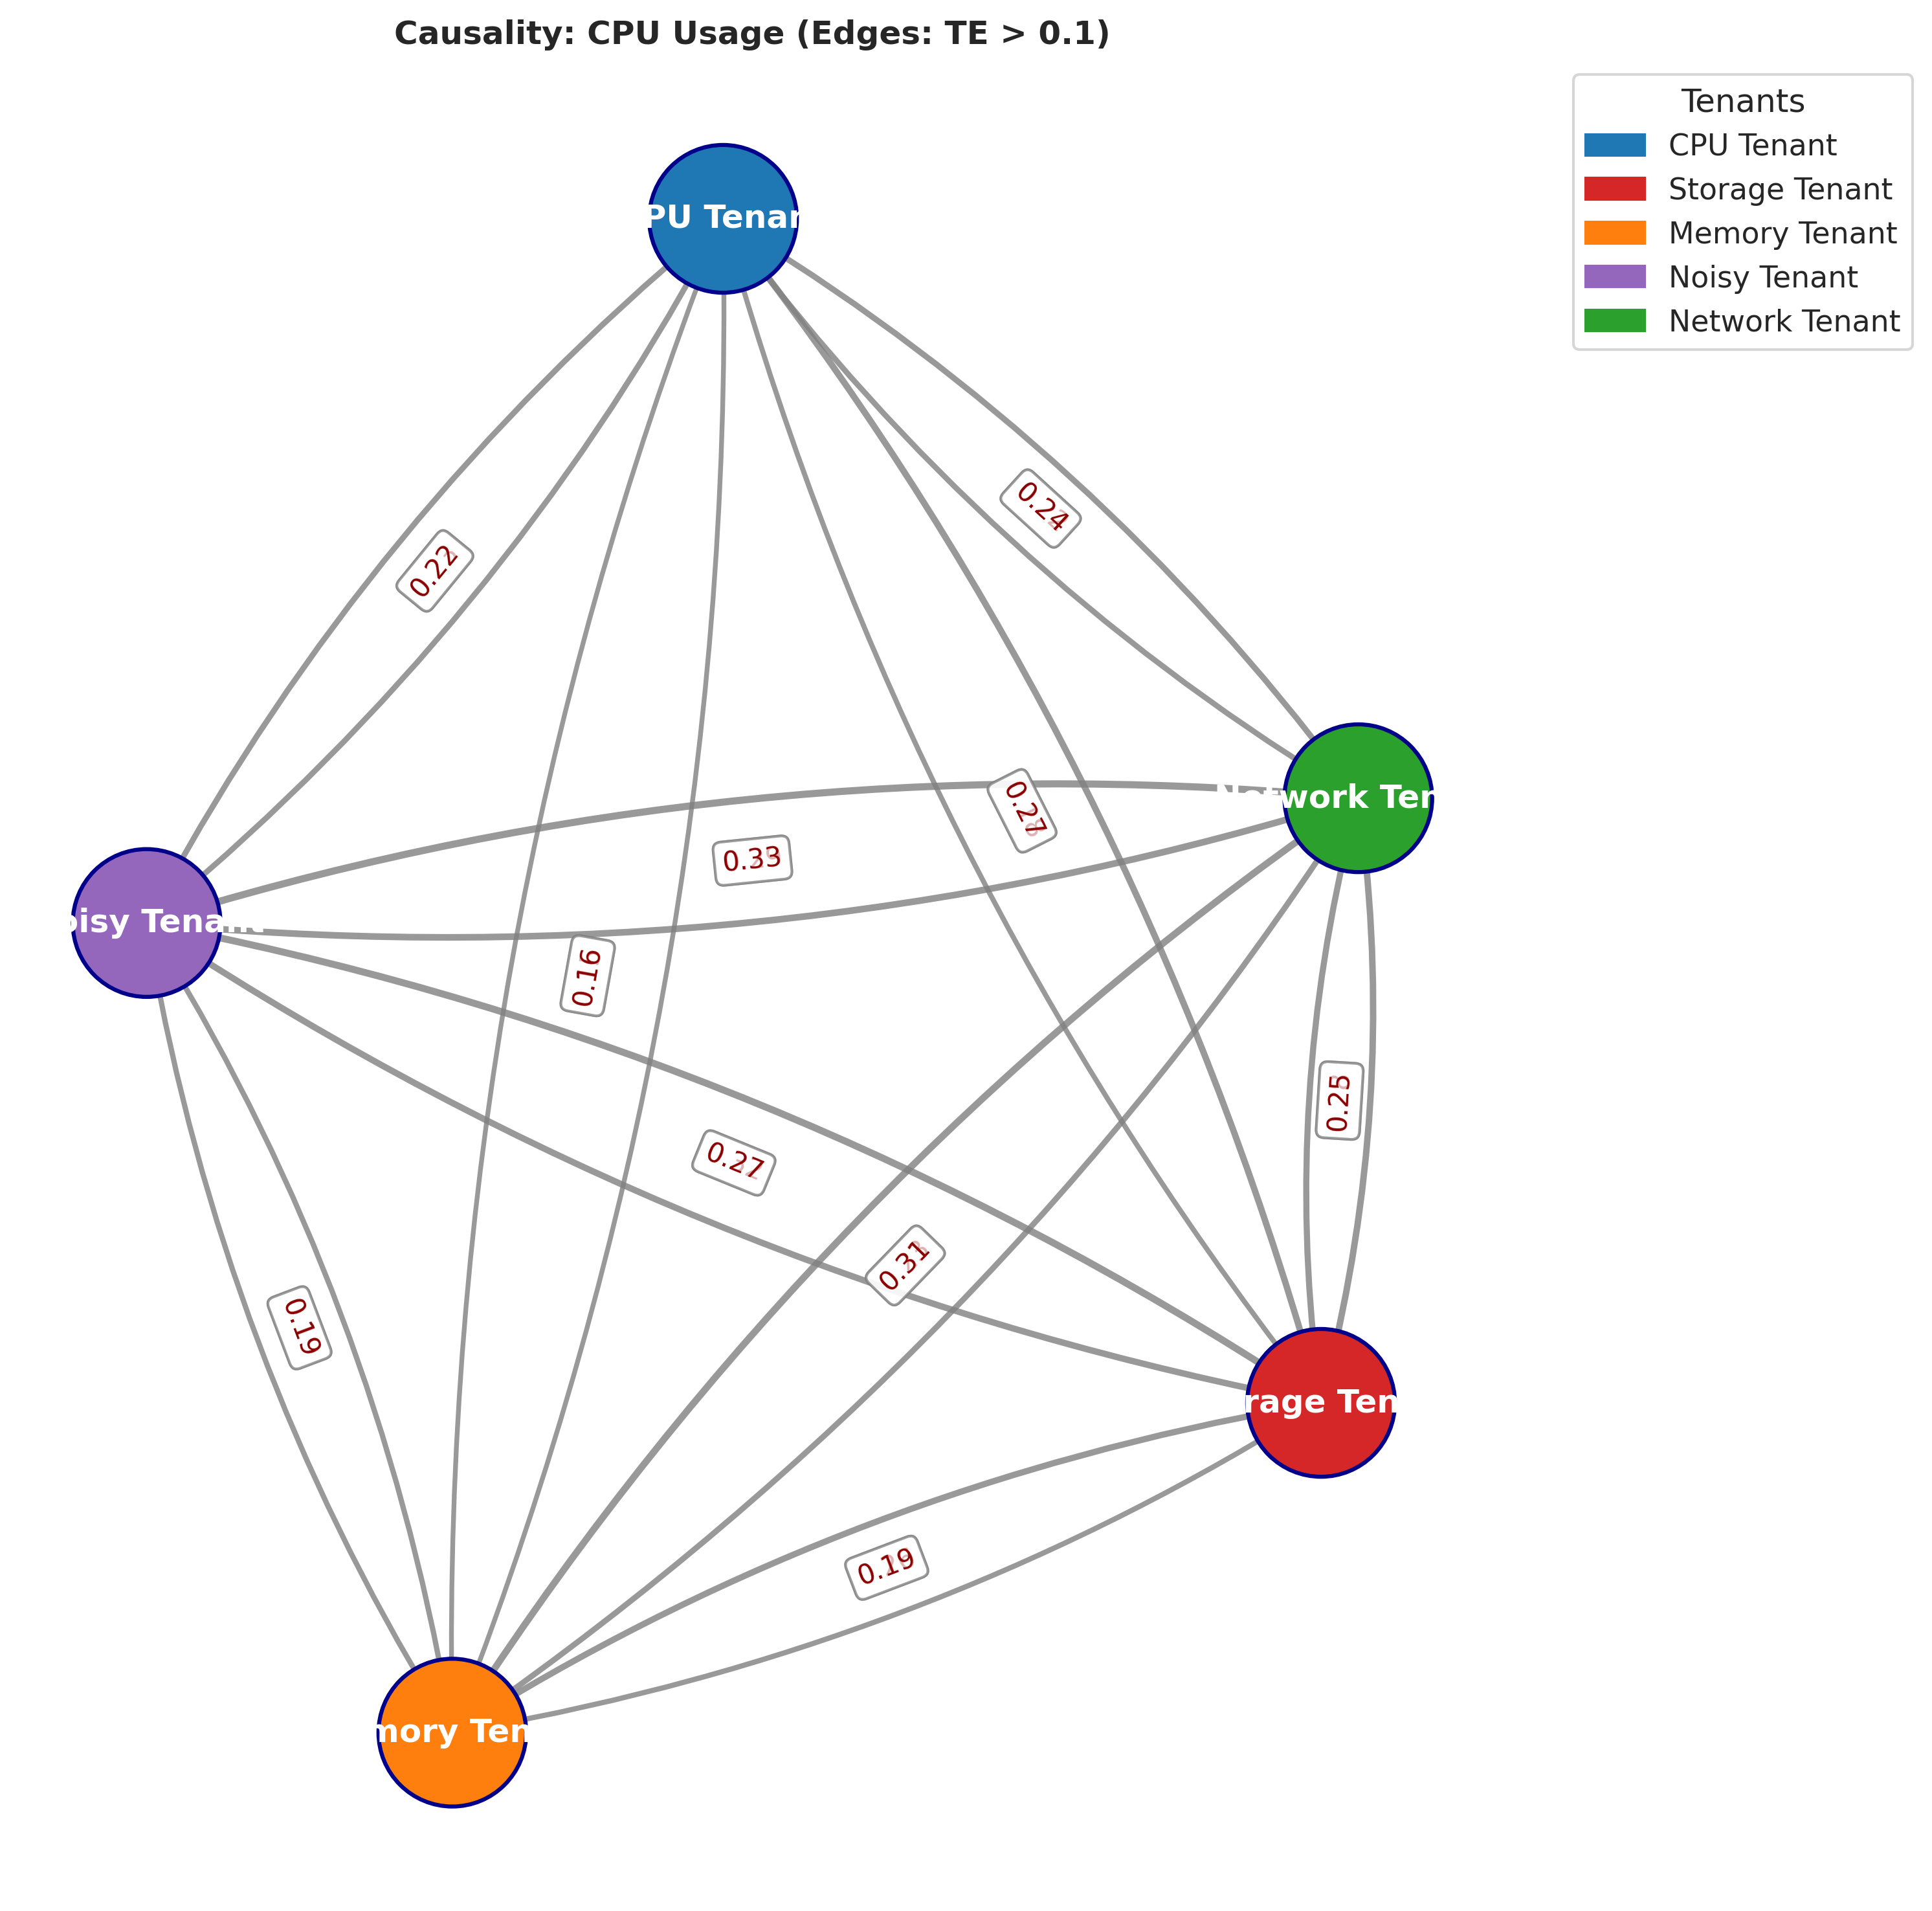 Causality: CPU Usage (Edges: TE > 0.1)
Tenants
CPU Tenant
Storage Tenant
Memory Tenant
Noisy Tenant
Network Tenant
PU Tenan
0.24
0.22
0.27
work Ten
0.33
oisy Tenant
0.16
0.25
0.27
0.31
0.19
rage Ten
0.19
mory Ten